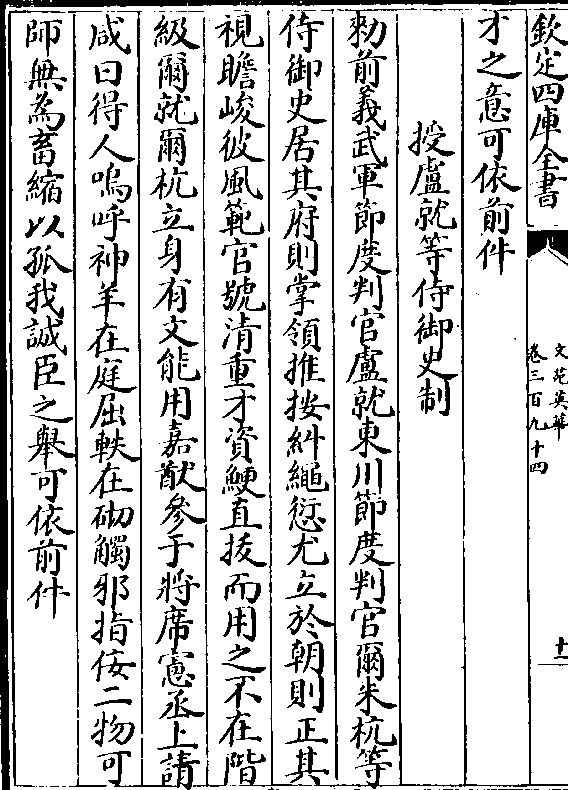 欽定四庫全書
文苑英華
卷三百九十四
十一
才之意可依前件
授盧就等侍御史制
勑前義武軍節度判官盧就東川節度判官爾朱杭等
侍御史居其府則掌領推按糾繩愆尤立於朝則正其
視瞻峻彼風範官號清重才資鯁直拔而用之不在階
級爾就爾杭立身有文能用嘉猷參于將席憲丞上請
咸曰得人嗚呼神羊在庭屈軼在砌觸邪指佞二物可
師無為畜縮以孤我誠臣之舉可依前件